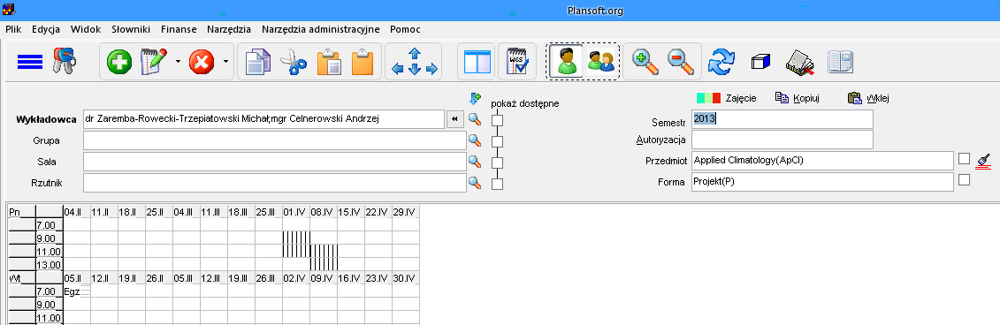 Plansoft.org
Plik Edycja Widok Słowniki Finanse Narzędzia Narzędzia administracyjne Pomoc
WGS
pokaż dostępne
Zajęcie Kopiuj Wklej
Wykładowca dr Zaremba-Rowecki-Trzepiatowski Michał;mgr Celnerowski Andrzej
Semestr 2013
Grupa
Autoryzacja
Sala
Przedmiot Applied Climatology(ApCl)
Rzutnik
Forma Projekt(P)
Pn 04.II 11.II 18.II 25.II 04.III 11.III 18.III 25.III 01.IV 08.IV 15.IV 22.IV 29.IV
7.00
9.00
11.00
13.00
Wt 05.II 12.II 19.II 26.II 05.III 12.III 19.III 26.III 02.IV 09.IV 16.IV 23.IV 30.IV
7.00 Egz
9.00
11.00